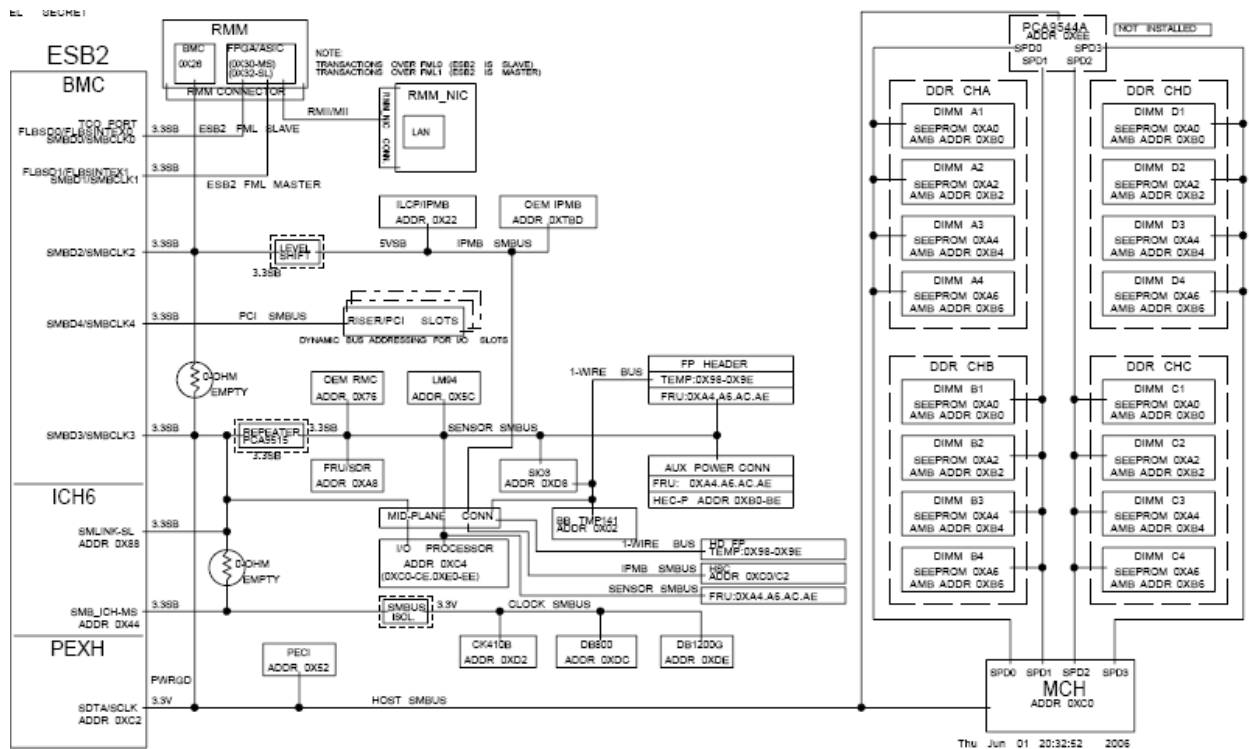 EL SECRET
ESB2
BMC
TCO PORT
FLBSD0/FLBSINTEX0
SMBD0/SMBCLK0
FLBSD1/FLBSINTEX1
SMBD1/SMBCLK1
SMBD2/SMBCLK2
SMBD4/SMBCLK4
SMBD3/SMBCLK3
ICH6
SMLINK-SL
ADDR 0X88
SMB_ICH-MS
ADDR 0X44
PEXH
SDTA/SCLK
ADDR 0XC2
RMM
BMC
0X26
FPGA/ASIC
(0X30-MS)
(0X32-SL)
RMM CONNECTOR
NOTE:
TRANSACTIONS OVER FML0 (ESB2 IS SLAVE)
TRANSACTIONS OVER FML1 (ESB2 IS MASTER)
RMM_NIC
LAN
RMM NIC CONN.
RMII/MII
3.3SB
ESB2 FML SLAVE
3.3SB
ESB2 FML MASTER
ILCP/IPMB
ADDR 0X22
OEM IPMB
ADDR 0XTBD
3.3SB
LEVEL
SHIFT
3.3SB
5VSB
IPMB SMBUS
3.3SB
PCI SMBUS
RISER/PCI SLOTS
DYNAMIC BUS ADDRESSING FOR I/O SLOTS
0-OHM
EMPTY
OEM RMC
ADDR 0X76
LM94
ADDR 0X5C
1-WIRE BUS
FP HEADER
TEMP:0X98-0X9E
FRU:0XA4.A6.AC.AE
3.3SB
REPEATER
PCA9515
3.3SB
3.3SB
SENSOR SMBUS
FRU/SDR
ADDR 0XA8
SIO3
ADDR 0XD8
AUX POWER CONN
FRU: 0XA4.A6.AC.AE
HEC-P ADDR 0XB0-BE
MID-PLANE CONN
BB TMP141
ADDR 0X02
3.3SB
I/O PROCESSOR
ADDR 0XC4
(0XC0-CE.0XE0-EE)
1-WIRE BUS
HD FP
TEMP:0X98-0X9E
IPMB SMBUS
HSC
ADDR 0XC0/C2
SENSOR SMBUS
FRU:0XA4.A6.AC.AE
0-OHM
EMPTY
3.3SB
SMBUS
ISOL.
3.3V
CLOCK SMBUS
CK410B
ADDR 0XD2
DB800
ADDR 0XDC
DB1200G
ADDR 0XDE
PECI
ADDR 0X52
PWRGD
3.3V
HOST SMBUS
PCA9544A
ADDR 0XEE
SPD0
SPD3
SPD1
SPD2
NOT INSTALLED
DDR CHA
DIMM A1
SEEPROM 0XA0
AMB ADDR 0XB0
DIMM A2
SEEPROM 0XA2
AMB ADDR 0XB2
DIMM A3
SEEPROM 0XA4
AMB ADDR 0XB4
DIMM A4
SEEPROM 0XA6
AMB ADDR 0XB6
DDR CHD
DIMM D1
SEEPROM 0XA0
AMB ADDR 0XB0
DIMM D2
SEEPROM 0XA2
AMB ADDR 0XB2
DIMM D3
SEEPROM 0XA4
AMB ADDR 0XB4
DIMM D4
SEEPROM 0XA6
AMB ADDR 0XB6
DDR CHB
DIMM B1
SEEPROM 0XA0
AMB ADDR 0XB0
DIMM B2
SEEPROM 0XA2
AMB ADDR 0XB2
DIMM B3
SEEPROM 0XA4
AMB ADDR 0XB4
DIMM B4
SEEPROM 0XA6
AMB ADDR 0XB6
DDR CHC
DIMM C1
SEEPROM 0XA0
AMB ADDR 0XB0
DIMM C2
SEEPROM 0XA2
AMB ADDR 0XB2
DIMM C3
SEEPROM 0XA4
AMB ADDR 0XB4
DIMM C4
SEEPROM 0XA6
AMB ADDR 0XB6
SPD0 SPD1 SPD2 SPD3
MCH
ADDR 0XC0
Thu Jun 01 20:32:52 2006